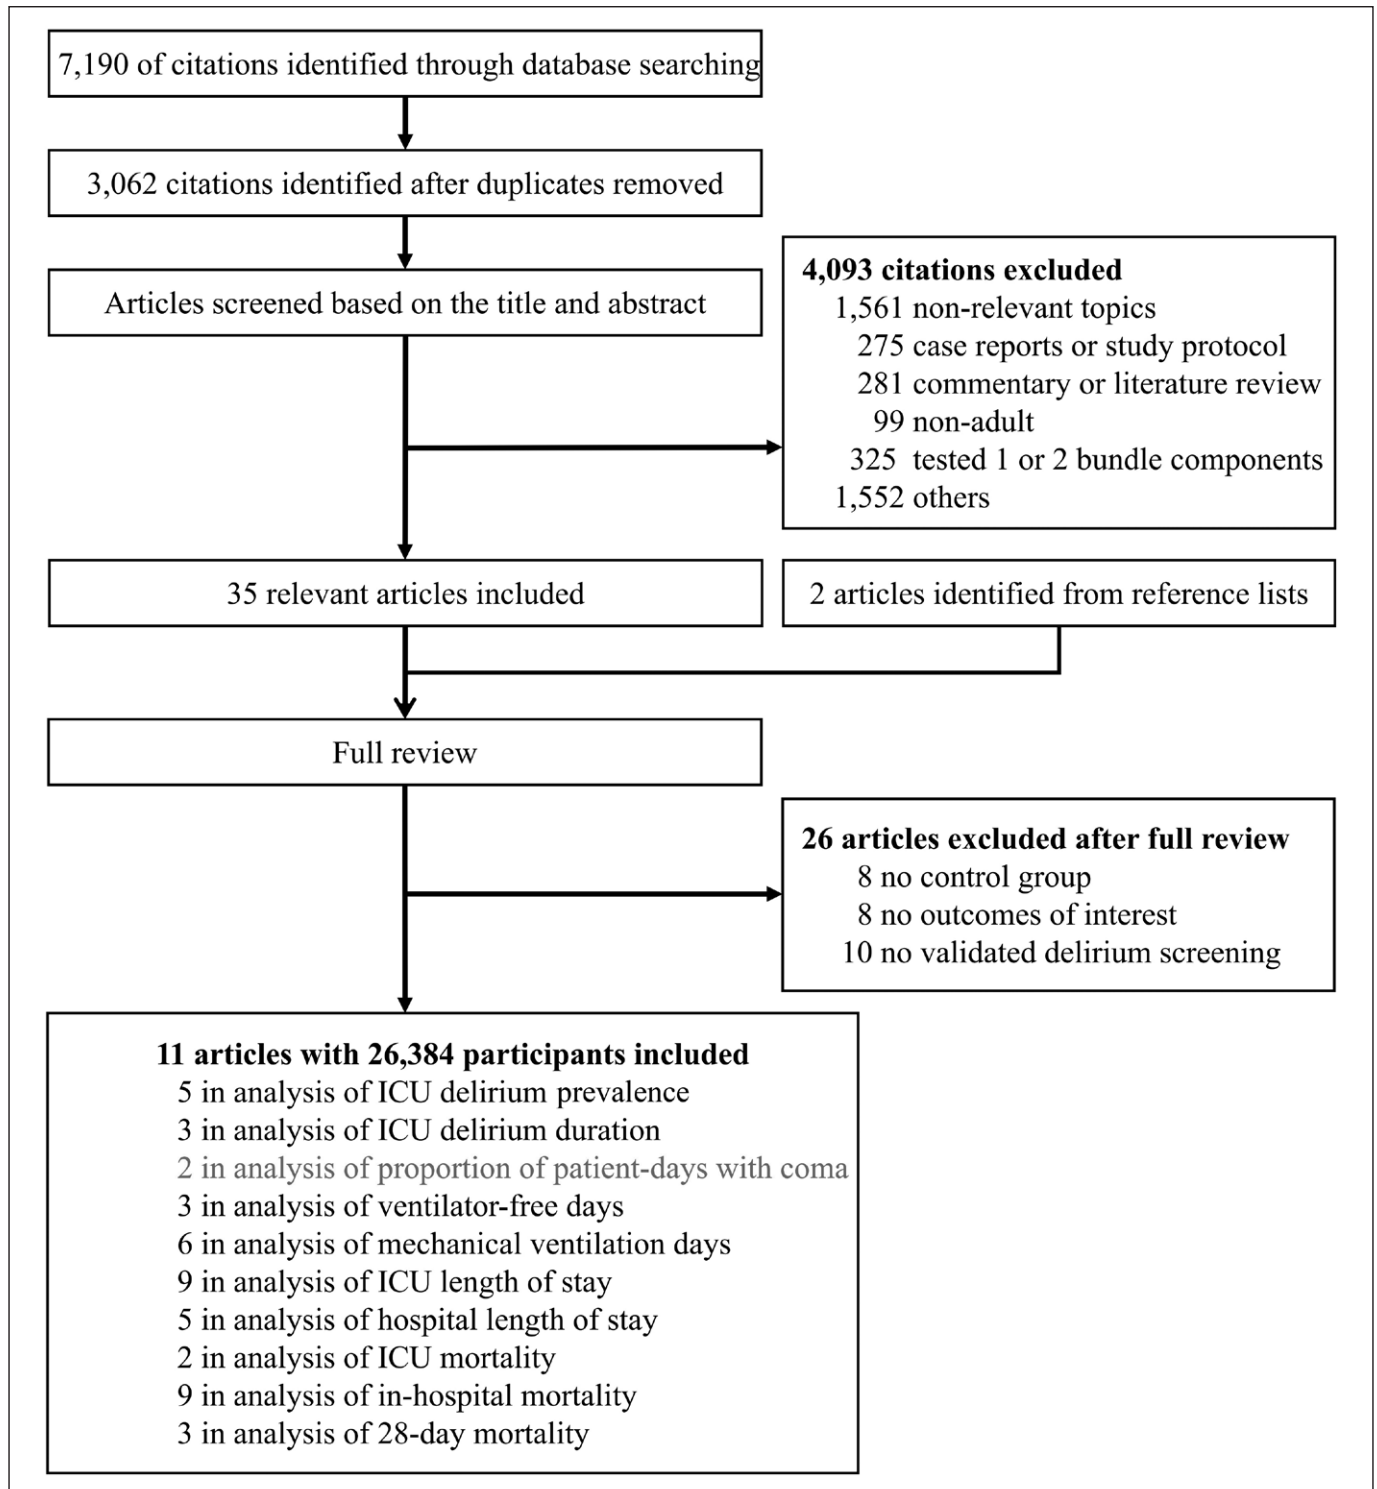 7,190 of citations identified through database searching
3,062 citations identified after duplicates removed
Articles screened based on the title and abstract
4,093 citations excluded
1,561 non-relevant topics
275 case reports or study protocol
281 commentary or literature review
99 non-adult
325 tested 1 or 2 bundle components
1,552 others
35 relevant articles included
2 articles identified from reference lists
Full review
26 articles excluded after full review
8 no control group
8 no outcomes of interest
10 no validated delirium screening
11 articles with 26,384 participants included
5 in analysis of ICU delirium prevalence
3 in analysis of ICU delirium duration
2 in analysis of proportion of patient-days with coma
3 in analysis of ventilator-free days
6 in analysis of mechanical ventilation days
9 in analysis of ICU length of stay
5 in analysis of hospital length of stay
2 in analysis of ICU mortality
9 in analysis of in-hospital mortality
3 in analysis of 28-day mortality